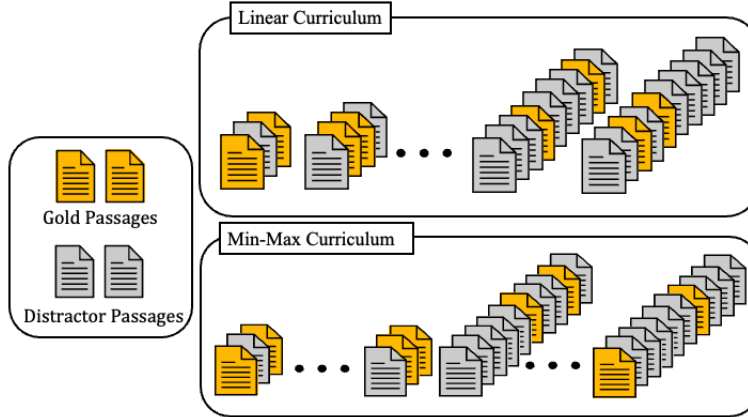 Linear Curriculum
Gold Passages
Distractor Passages
Min-Max Curriculum